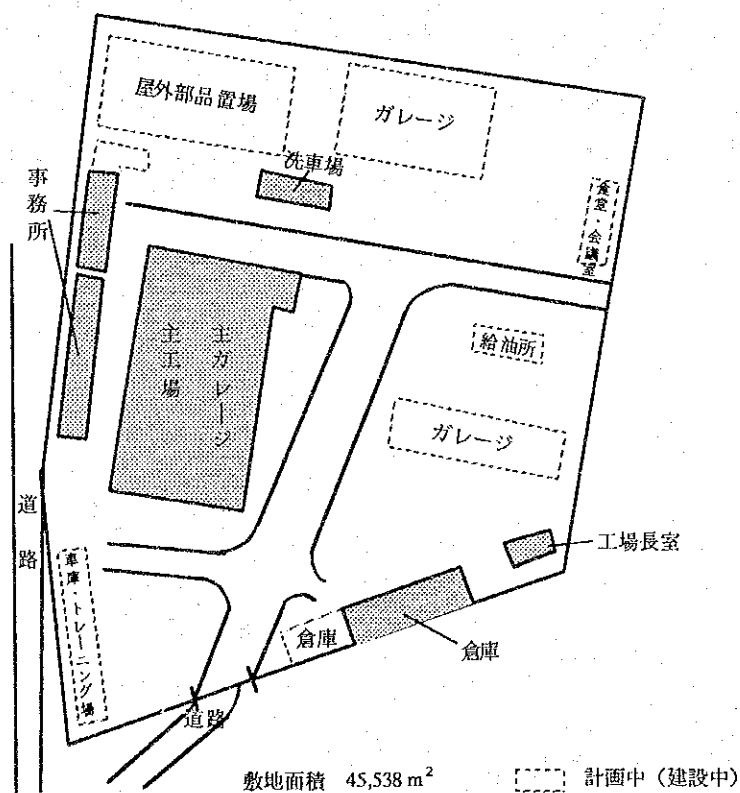 屋外部品置場
ガレージ
洗車場
事務所
食堂・会議室
主ガレージ
主工場
給油所
ガレージ
道路
工場長室
車庫・トレーニング場
倉庫
倉庫
道路
敷地面積 45,538 m²
計画中（建設中）